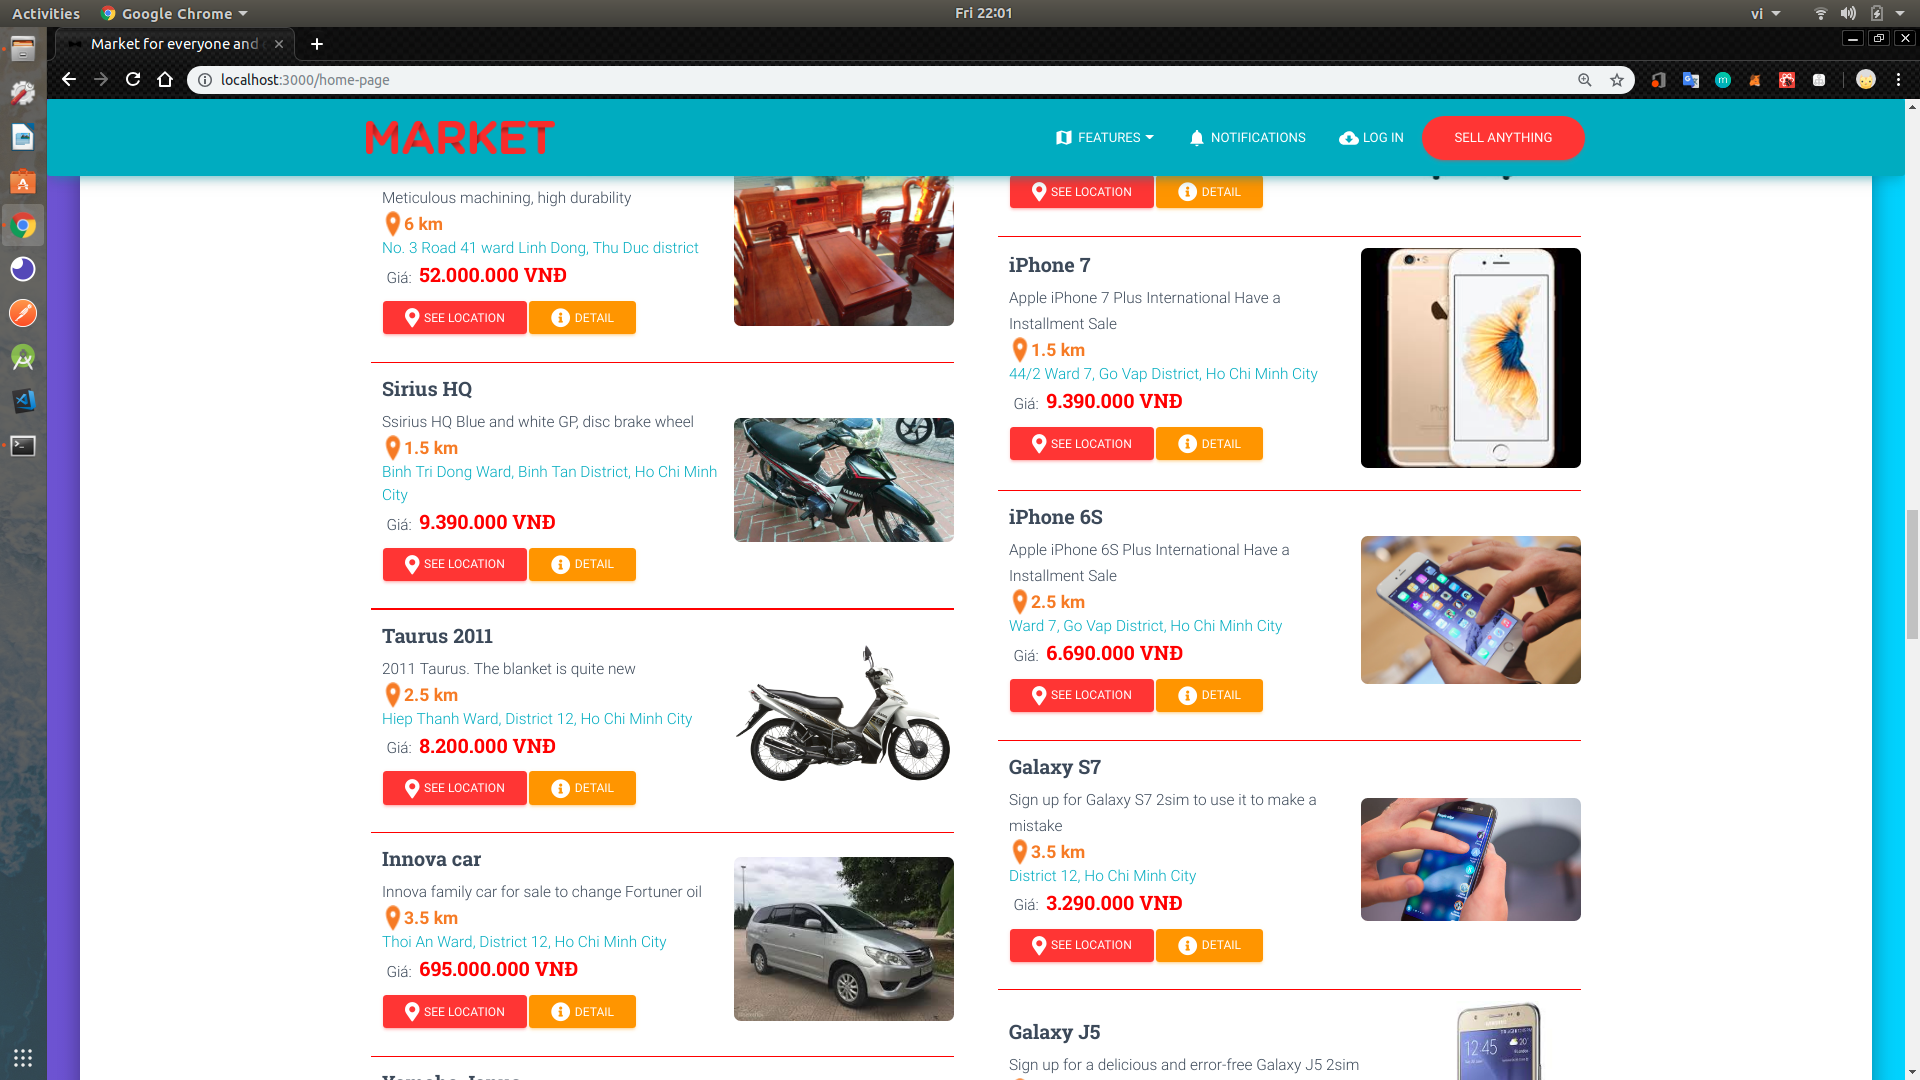 Activities
Google Chrome
Fri 22:01
vi
Market for everyone and
localhost:3000/home-page
MARKET
FEATURES
NOTIFICATIONS
LOG IN
SELL ANYTHING
Meticulous machining, high durability
6 km
No. 3 Road 41 ward Linh Dong, Thu Duc district
Giá: 52.000.000 VNĐ
SEE LOCATION
DETAIL
Sirius HQ
Ssirius HQ Blue and white GP, disc brake wheel
1.5 km
Binh Tri Dong Ward, Binh Tan District, Ho Chi Minh
City
Giá: 9.390.000 VNĐ
SEE LOCATION
DETAIL
YAMAHA
Taurus 2011
2011 Taurus. The blanket is quite new
2.5 km
Hiep Thanh Ward, District 12, Ho Chi Minh City
Giá: 8.200.000 VNĐ
SEE LOCATION
DETAIL
Innova car
Innova family car for sale to change Fortuner oil
3.5 km
Thoi An Ward, District 12, Ho Chi Minh City
Giá: 695.000.000 VNĐ
SEE LOCATION
DETAIL
SEE LOCATION
DETAIL
iPhone 7
Apple iPhone 7 Plus International Have a
Installment Sale
1.5 km
44/2 Ward 7, Go Vap District, Ho Chi Minh City
Giá: 9.390.000 VNĐ
SEE LOCATION
DETAIL
iPhone 6S
Apple iPhone 6S Plus International Have a
Installment Sale
2.5 km
Ward 7, Go Vap District, Ho Chi Minh City
Giá: 6.690.000 VNĐ
SEE LOCATION
DETAIL
Galaxy S7
Sign up for Galaxy S7 2sim to use it to make a
mistake
3.5 km
District 12, Ho Chi Minh City
Giá: 3.290.000 VNĐ
SEE LOCATION
DETAIL
Galaxy J5
Sign up for a delicious and error-free Galaxy J5 2sim
SAMSUNG
12:45
20°